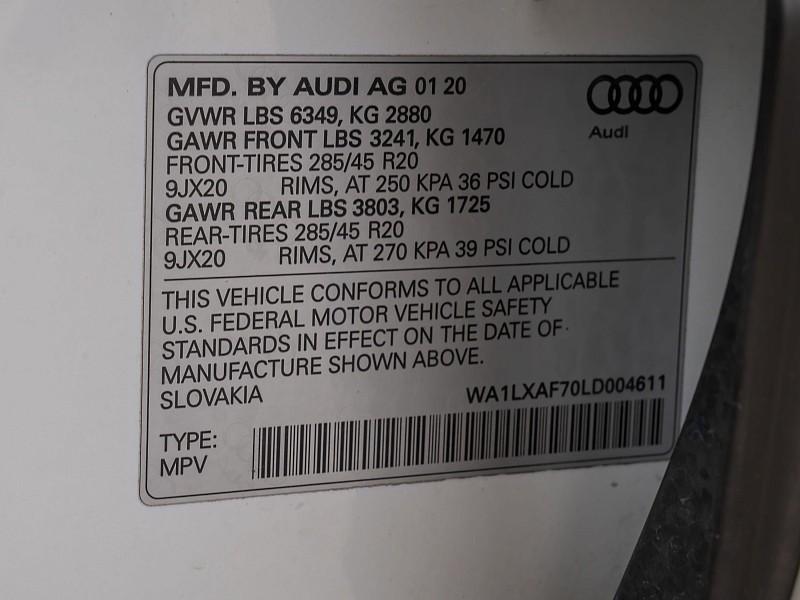 MFD. BY AUDI AG 01 20
GVWR LBS 6349, KG 2880
GAWR FRONT LBS 3241, KG 1470
FRONT-TIRES 285/45 R20
9JX20 RIMS, AT 250 KPA 36 PSI COLD
GAWR REAR LBS 3803, KG 1725
REAR-TIRES 285/45 R20
9JX20 RIMS, AT 270 KPA 39 PSI COLD
Audi
THIS VEHICLE CONFORMS TO ALL APPLICABLE
U.S. FEDERAL MOTOR VEHICLE SAFETY
STANDARDS IN EFFECT ON THE DATE OF
MANUFACTURE SHOWN ABOVE.
SLOVAKIA
WA1LXAF70LD004611
TYPE:
MPV